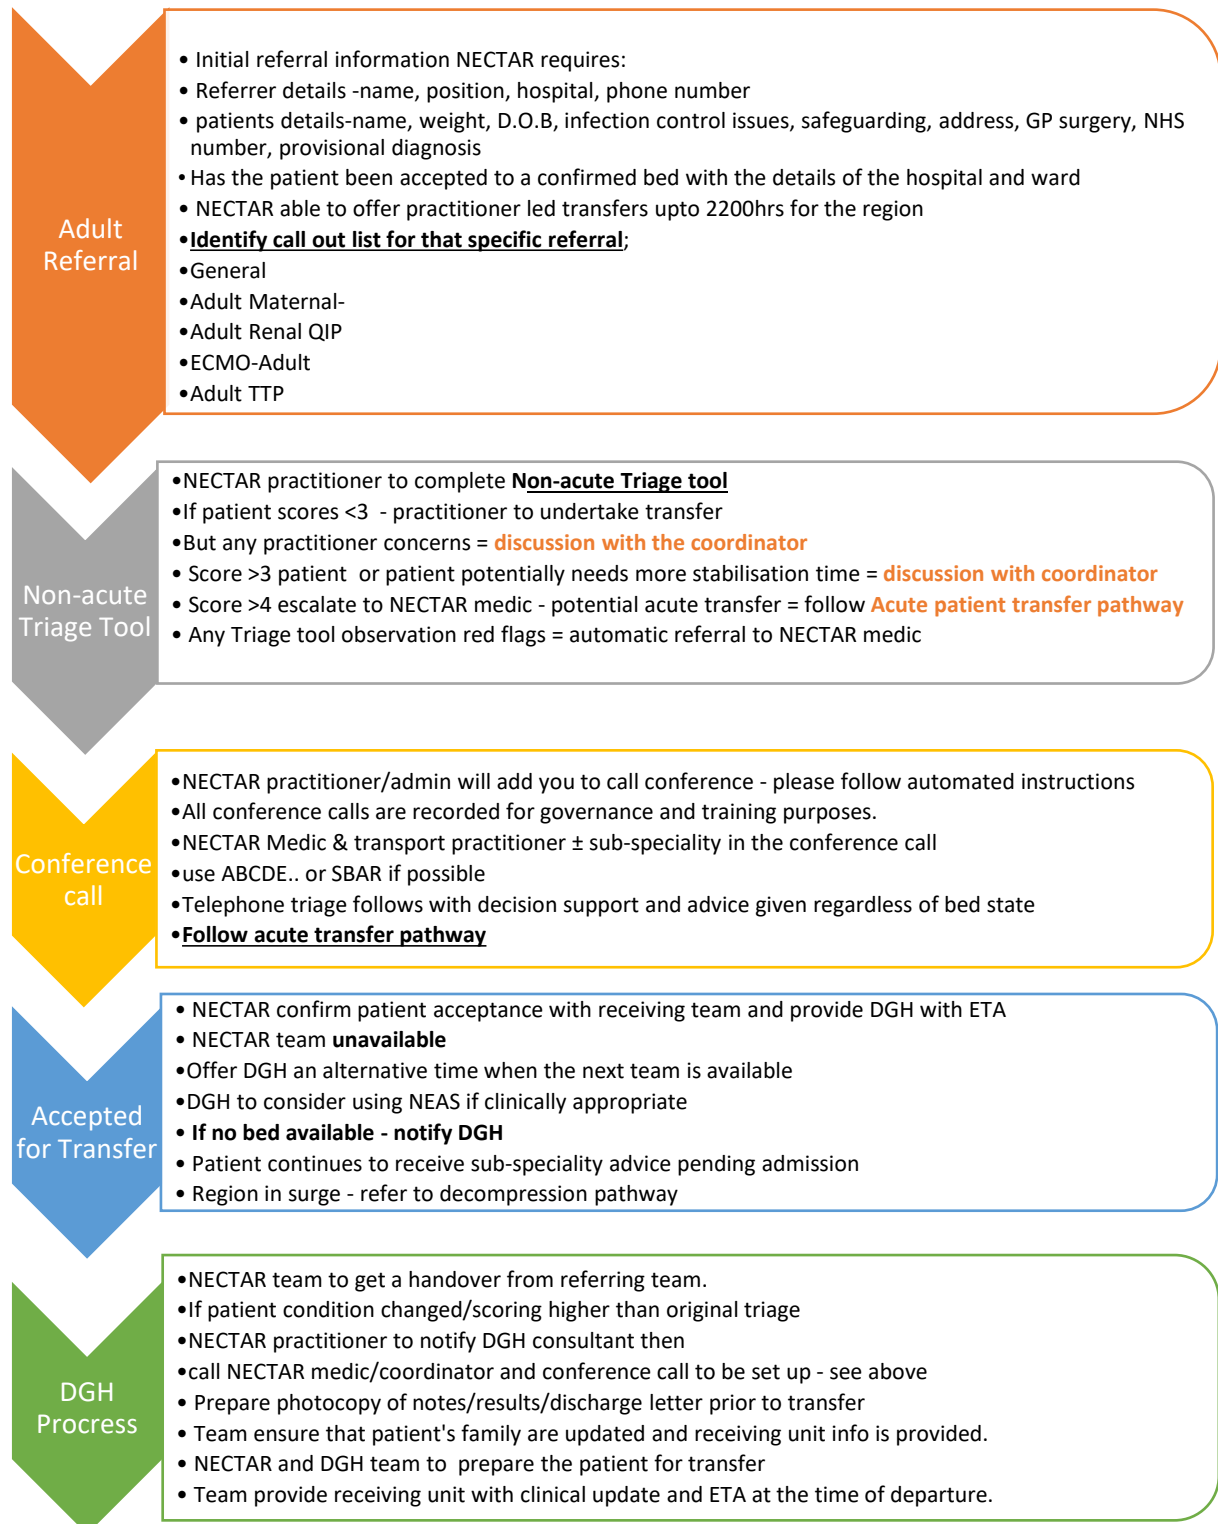 Adult
Referral
• Initial referral information NECTAR requires:
• Referrer details -name, position, hospital, phone number
• patients details-name, weight, D.O.B, infection control issues, safeguarding, address, GP surgery, NHS
number, provisional diagnosis
• Has the patient been accepted to a confirmed bed with the details of the hospital and ward
• NECTAR able to offer practitioner led transfers upto 2200hrs for the region
•Identify call out list for that specific referral;
•General
•Adult Maternal-
•Adult Renal QIP
•ECMO-Adult
•Adult TTP
Non-acute
Triage Tool
•NECTAR practitioner to complete Non-acute Triage tool
•If patient scores <3 - practitioner to undertake transfer
•But any practitioner concerns = discussion with the coordinator
• Score >3 patient or patient potentially needs more stabilisation time = discussion with coordinator
• Score >4 escalate to NECTAR medic - potential acute transfer = follow Acute patient transfer pathway
• Any Triage tool observation red flags = automatic referral to NECTAR medic
Conference
call
•NECTAR practitioner/admin will add you to call conference - please follow automated instructions
•All conference calls are recorded for governance and training purposes.
•NECTAR Medic & transport practitioner ± sub-speciality in the conference call
•use ABCDE.. or SBAR if possible
•Telephone triage follows with decision support and advice given regardless of bed state
•Follow acute transfer pathway
Accepted
for Transfer
• NECTAR confirm patient acceptance with receiving team and provide DGH with ETA
• NECTAR team unavailable
•Offer DGH an alternative time when the next team is available
•DGH to consider using NEAS if clinically appropriate
• If no bed available - notify DGH
• Patient continues to receive sub-speciality advice pending admission
• Region in surge - refer to decompression pathway
DGH
Procress
•NECTAR team to get a handover from referring team.
•If patient condition changed/scoring higher than original triage
•NECTAR practitioner to notify DGH consultant then
•call NECTAR medic/coordinator and conference call to be set up - see above
• Prepare photocopy of notes/results/discharge letter prior to transfer
• Team ensure that patient's family are updated and receiving unit info is provided.
• NECTAR and DGH team to prepare the patient for transfer
• Team provide receiving unit with clinical update and ETA at the time of departure.